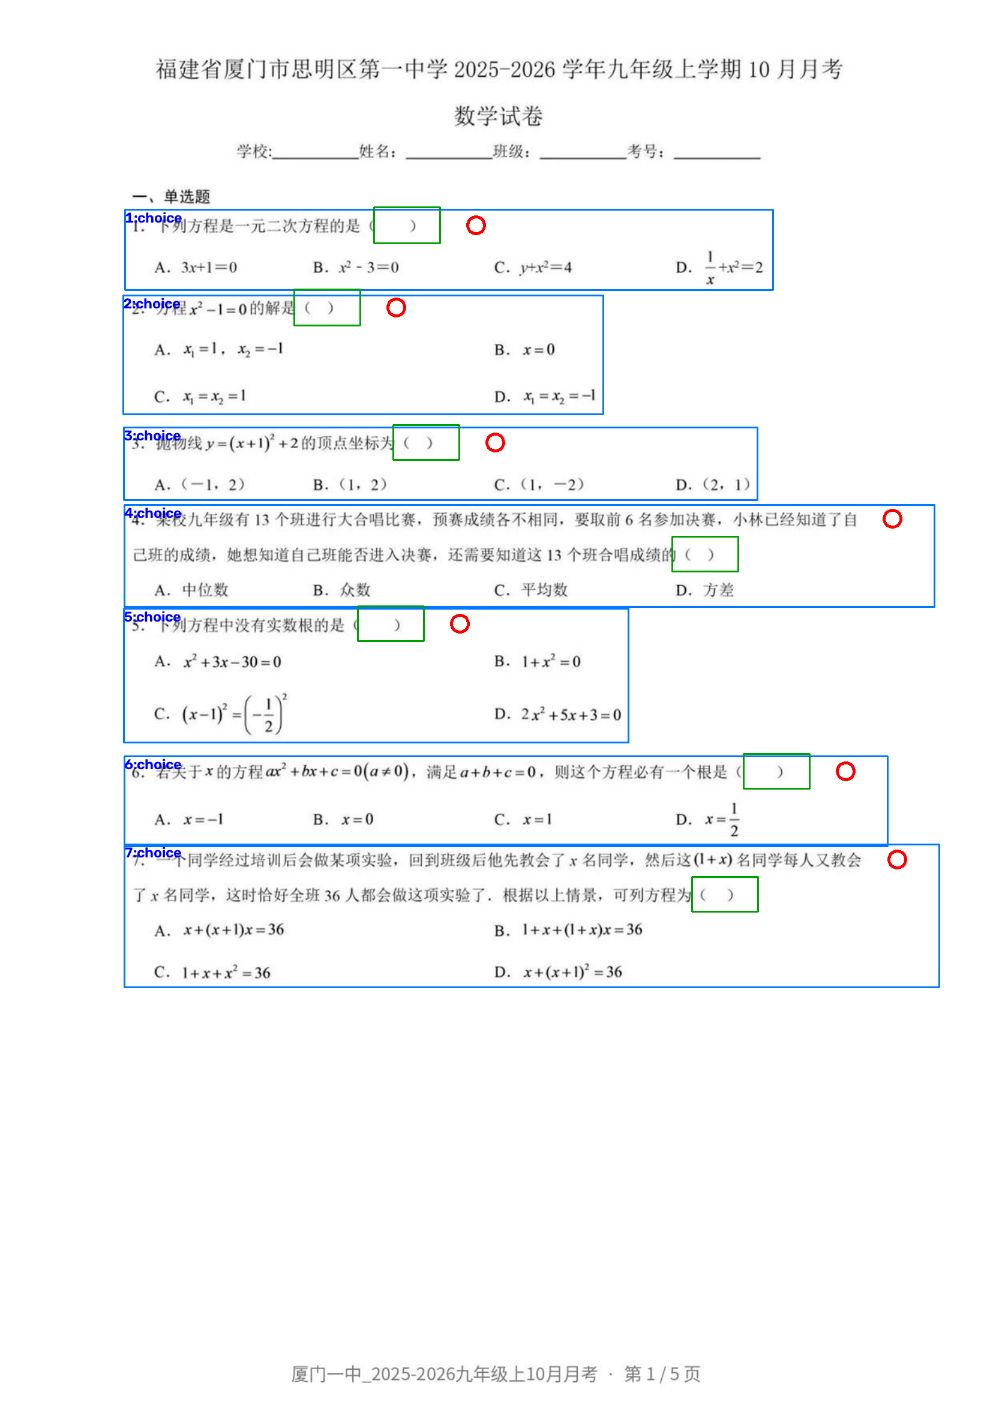 福建省厦门市思明区第一中学 2025-2026 学年九年级上学期 10 月月考
数学试卷
学校:___________姓名：___________班级：___________考号：___________
一、单选题
1:choice
1．下列方程是一元二次方程的是（　　）
A．3x+1＝0 B．x²﹣3＝0 C．y+x²＝4 D．1/x+x²＝2
2:choice
2．方程 x²−1=0 的解是（　）
A．x₁=1，x₂=−1 B．x=0
C．x₁=x₂=1 D．x₁=x₂=−1
3:choice
3．抛物线 y=(x+1)²+2 的顶点坐标为（　）
A．（－1，2） B．（1，2） C．（1，－2） D．（2，1）
4:choice
4．某校九年级有 13 个班进行大合唱比赛，预赛成绩各不相同，要取前 6 名参加决赛，小林已经知道了自
己班的成绩，她想知道自己班能否进入决赛，还需要知道这 13 个班合唱成绩的（　）
A．中位数 B．众数 C．平均数 D．方差
5:choice
5．下列方程中没有实数根的是（　　）
A．x²+3x−30=0 B．1+x²=0
C．(x−1)²=(−1/2)² D．2x²+5x+3=0
6:choice
6．若关于 x 的方程 ax²+bx+c=0(a≠0)，满足 a+b+c=0，则这个方程必有一个根是（　　）
A．x=−1 B．x=0 C．x=1 D．x=1/2
7:choice
7．一个同学经过培训后会做某项实验，回到班级后他先教会了 x 名同学，然后这 (1+x) 名同学每人又教会
了 x 名同学，这时恰好全班 36 人都会做这项实验了．根据以上情景，可列方程为（　）
A．x+(x+1)x=36 B．1+x+(1+x)x=36
C．1+x+x²=36 D．x+(x+1)²=36
厦门一中_2025-2026九年级上10月月考 · 第 1 / 5 页